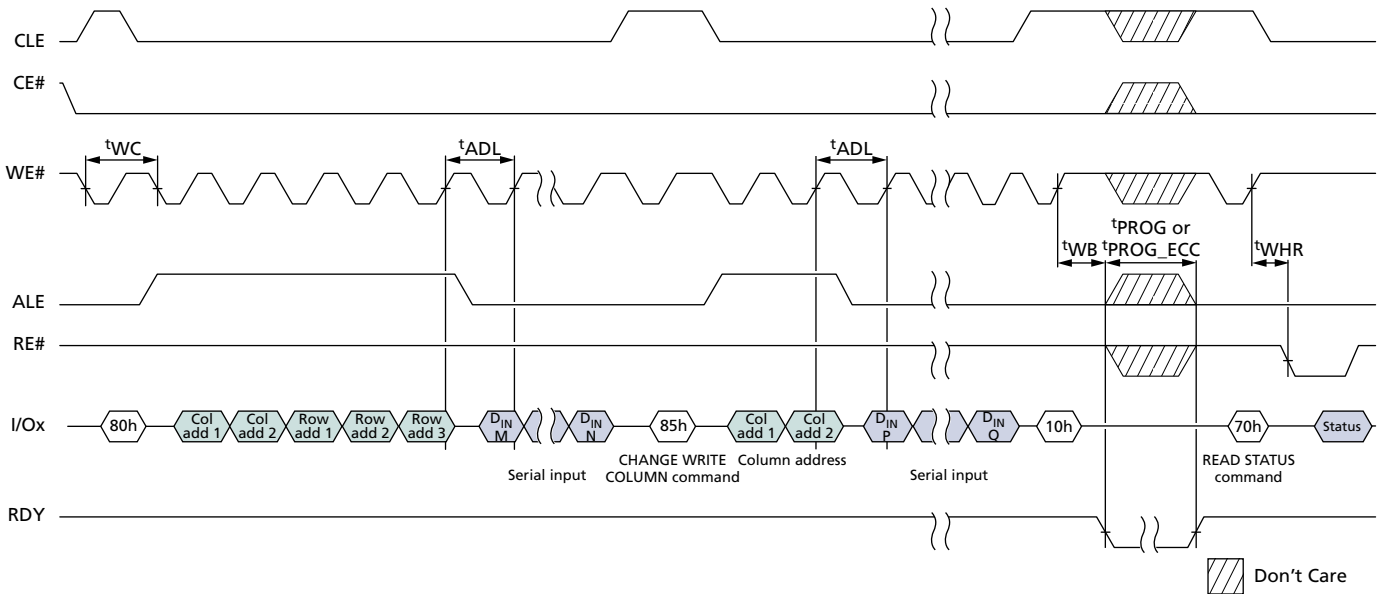 CLE
CE#
tWC
tADL
tADL
WE#
tPROG or
tWB tPROG_ECC
tWHR
ALE
RE#
I/Ox
80h
Col add 1
Col add 2
Row add 1
Row add 2
Row add 3
DIN M
DIN N
85h
Col add 1
Col add 2
DIN P
DIN Q
10h
70h
Status
Serial input
CHANGE WRITE
COLUMN command
Column address
Serial input
READ STATUS
command
RDY
Don't Care